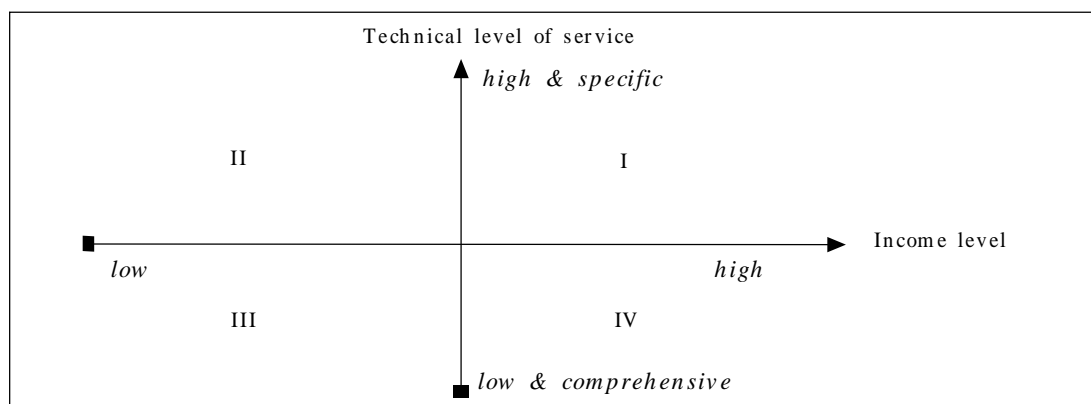 Technical level of service
high & specific
II
I
Income level
low
high
III
IV
low & comprehensive